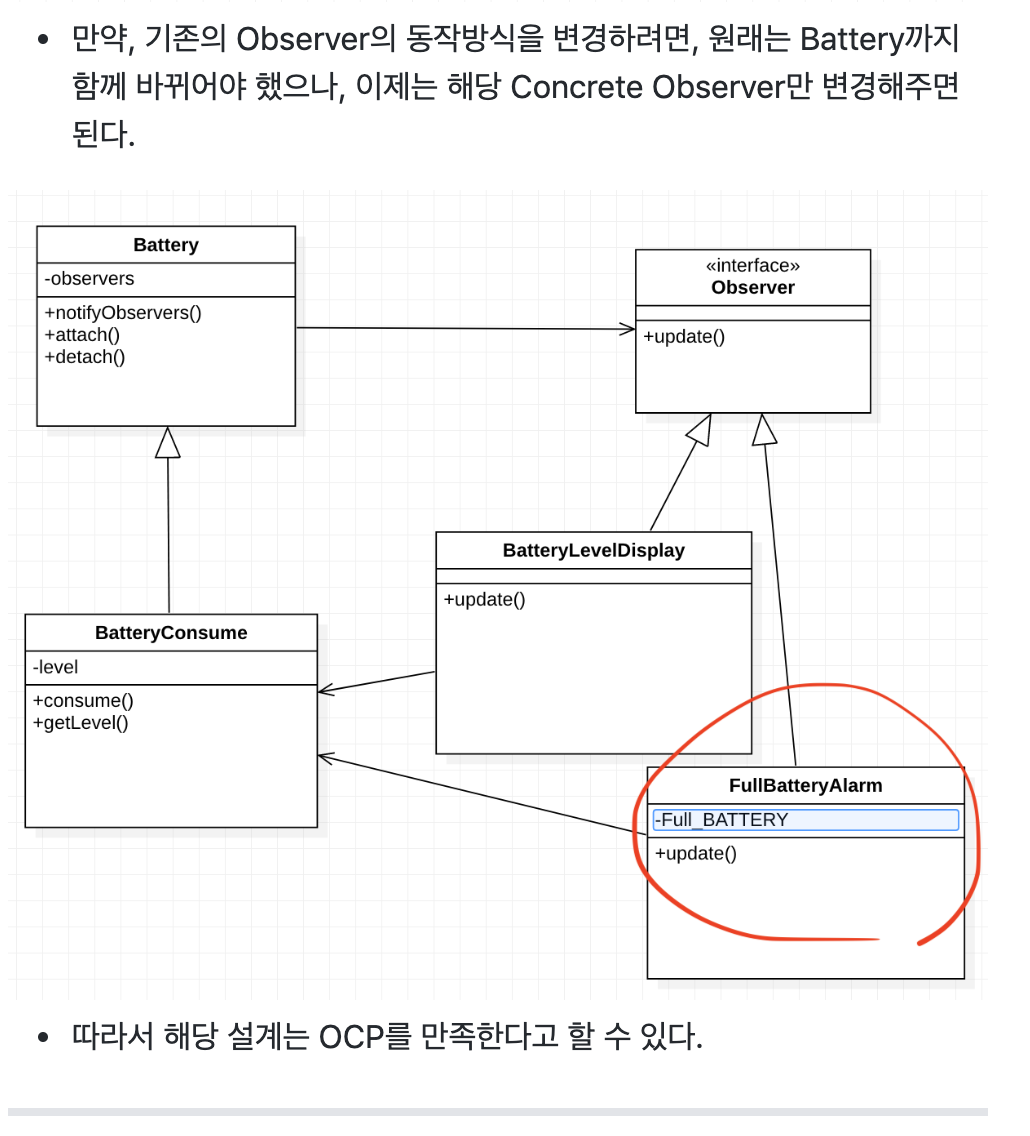 • 만약, 기존의 Observer의 동작방식을 변경하려면, 원래는 Battery까지
함께 바뀌어야 했으나, 이제는 해당 Concrete Observer만 변경해주면
된다.
Battery
-observers
+notifyObservers()
+attach()
+detach()
«interface»
Observer
+update()
BatteryLevelDisplay
+update()
BatteryConsume
-level
+consume()
+getLevel()
FullBatteryAlarm
-Full_BATTERY
+update()
• 따라서 해당 설계는 OCP를 만족한다고 할 수 있다.